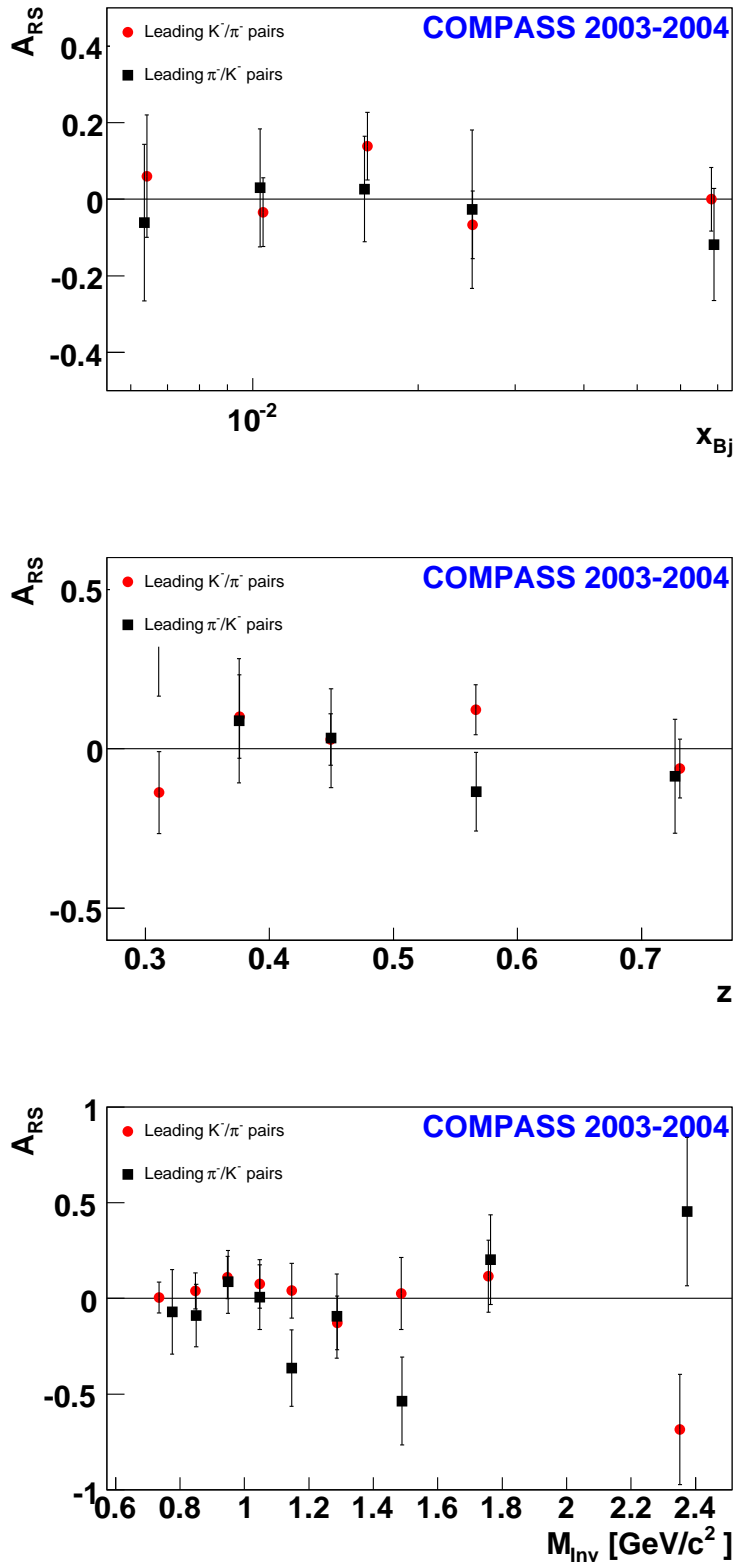 A_RS
COMPASS 2003-2004
Leading K⁻/π⁻ pairs
Leading π⁻/K⁻ pairs
0.4
0.2
0
-0.2
-0.4
10⁻²
x_Bj
A_RS
COMPASS 2003-2004
Leading K⁻/π⁻ pairs
Leading π⁻/K⁻ pairs
0.5
0
-0.5
0.3 0.4 0.5 0.6 0.7
z
A_RS
COMPASS 2003-2004
Leading K⁻/π⁻ pairs
Leading π⁻/K⁻ pairs
1
0.5
0
-0.5
-1
0.6 0.8 1 1.2 1.4 1.6 1.8 2 2.2 2.4
M_Inv [GeV/c²]